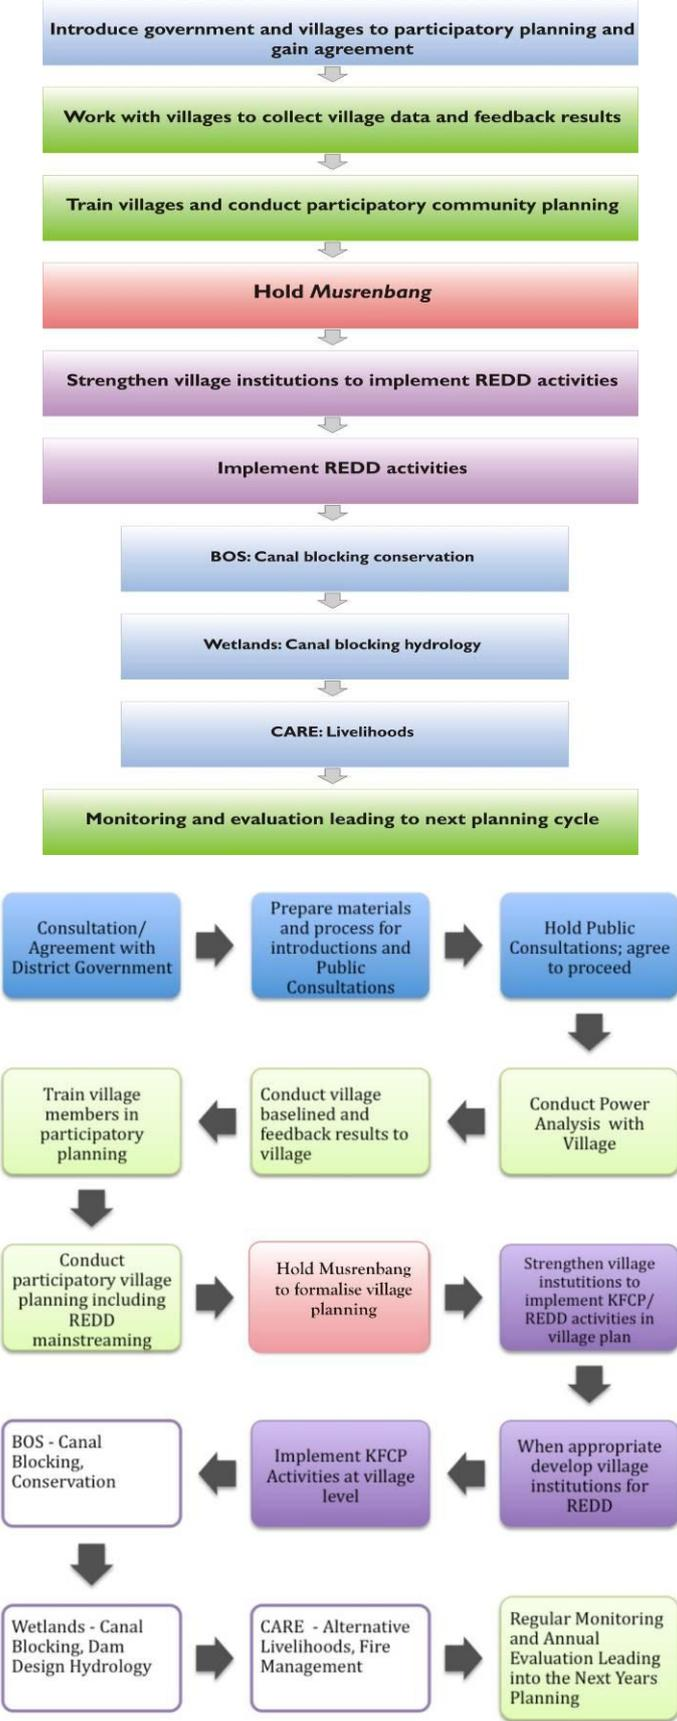 Introduce government and villages to participatory planning and
gain agreement
Work with villages to collect village data and feedback results
Train villages and conduct participatory community planning
Hold Musrenbang
Strengthen village institutions to implement REDD activities
Implement REDD activities
BOS: Canal blocking conservation
Wetlands: Canal blocking hydrology
CARE: Livelihoods
Monitoring and evaluation leading to next planning cycle
Consultation/
Agreement with
District Government
Prepare materials
and process for
introductions and
Public
Consultations
Hold Public
Consultations; agree
to proceed
Conduct Power
Analysis with
Village
Conduct village
baselined and
feedback results to
village
Train village
members in
participatory
planning
Conduct
participatory village
planning including
REDD
mainstreaming
Hold Musrenbang
to formalise village
planning
Strengthen village
instutitions to
implement KFCP/
REDD activities in
village plan
When appropriate
develop village
institutions for
REDD
Implement KFCP
Activities at village
level
BOS - Canal
Blocking,
Conservation
Wetlands - Canal
Blocking, Dam
Design Hydrology
CARE - Alternative
Livelihoods, Fire
Management
Regular Monitoring
and Annual
Evaluation Leading
into the Next Years
Planning